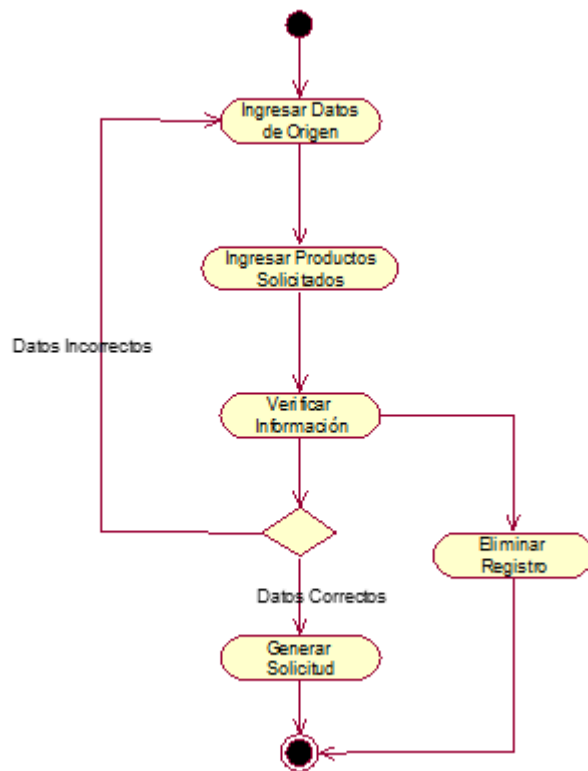 Ingresar Datos
de Origen
Ingresar Productos
Solicitados
Datos Incorrectos
Verificar
Información
Eliminar
Registro
Datos Correctos
Generar
Solicitud